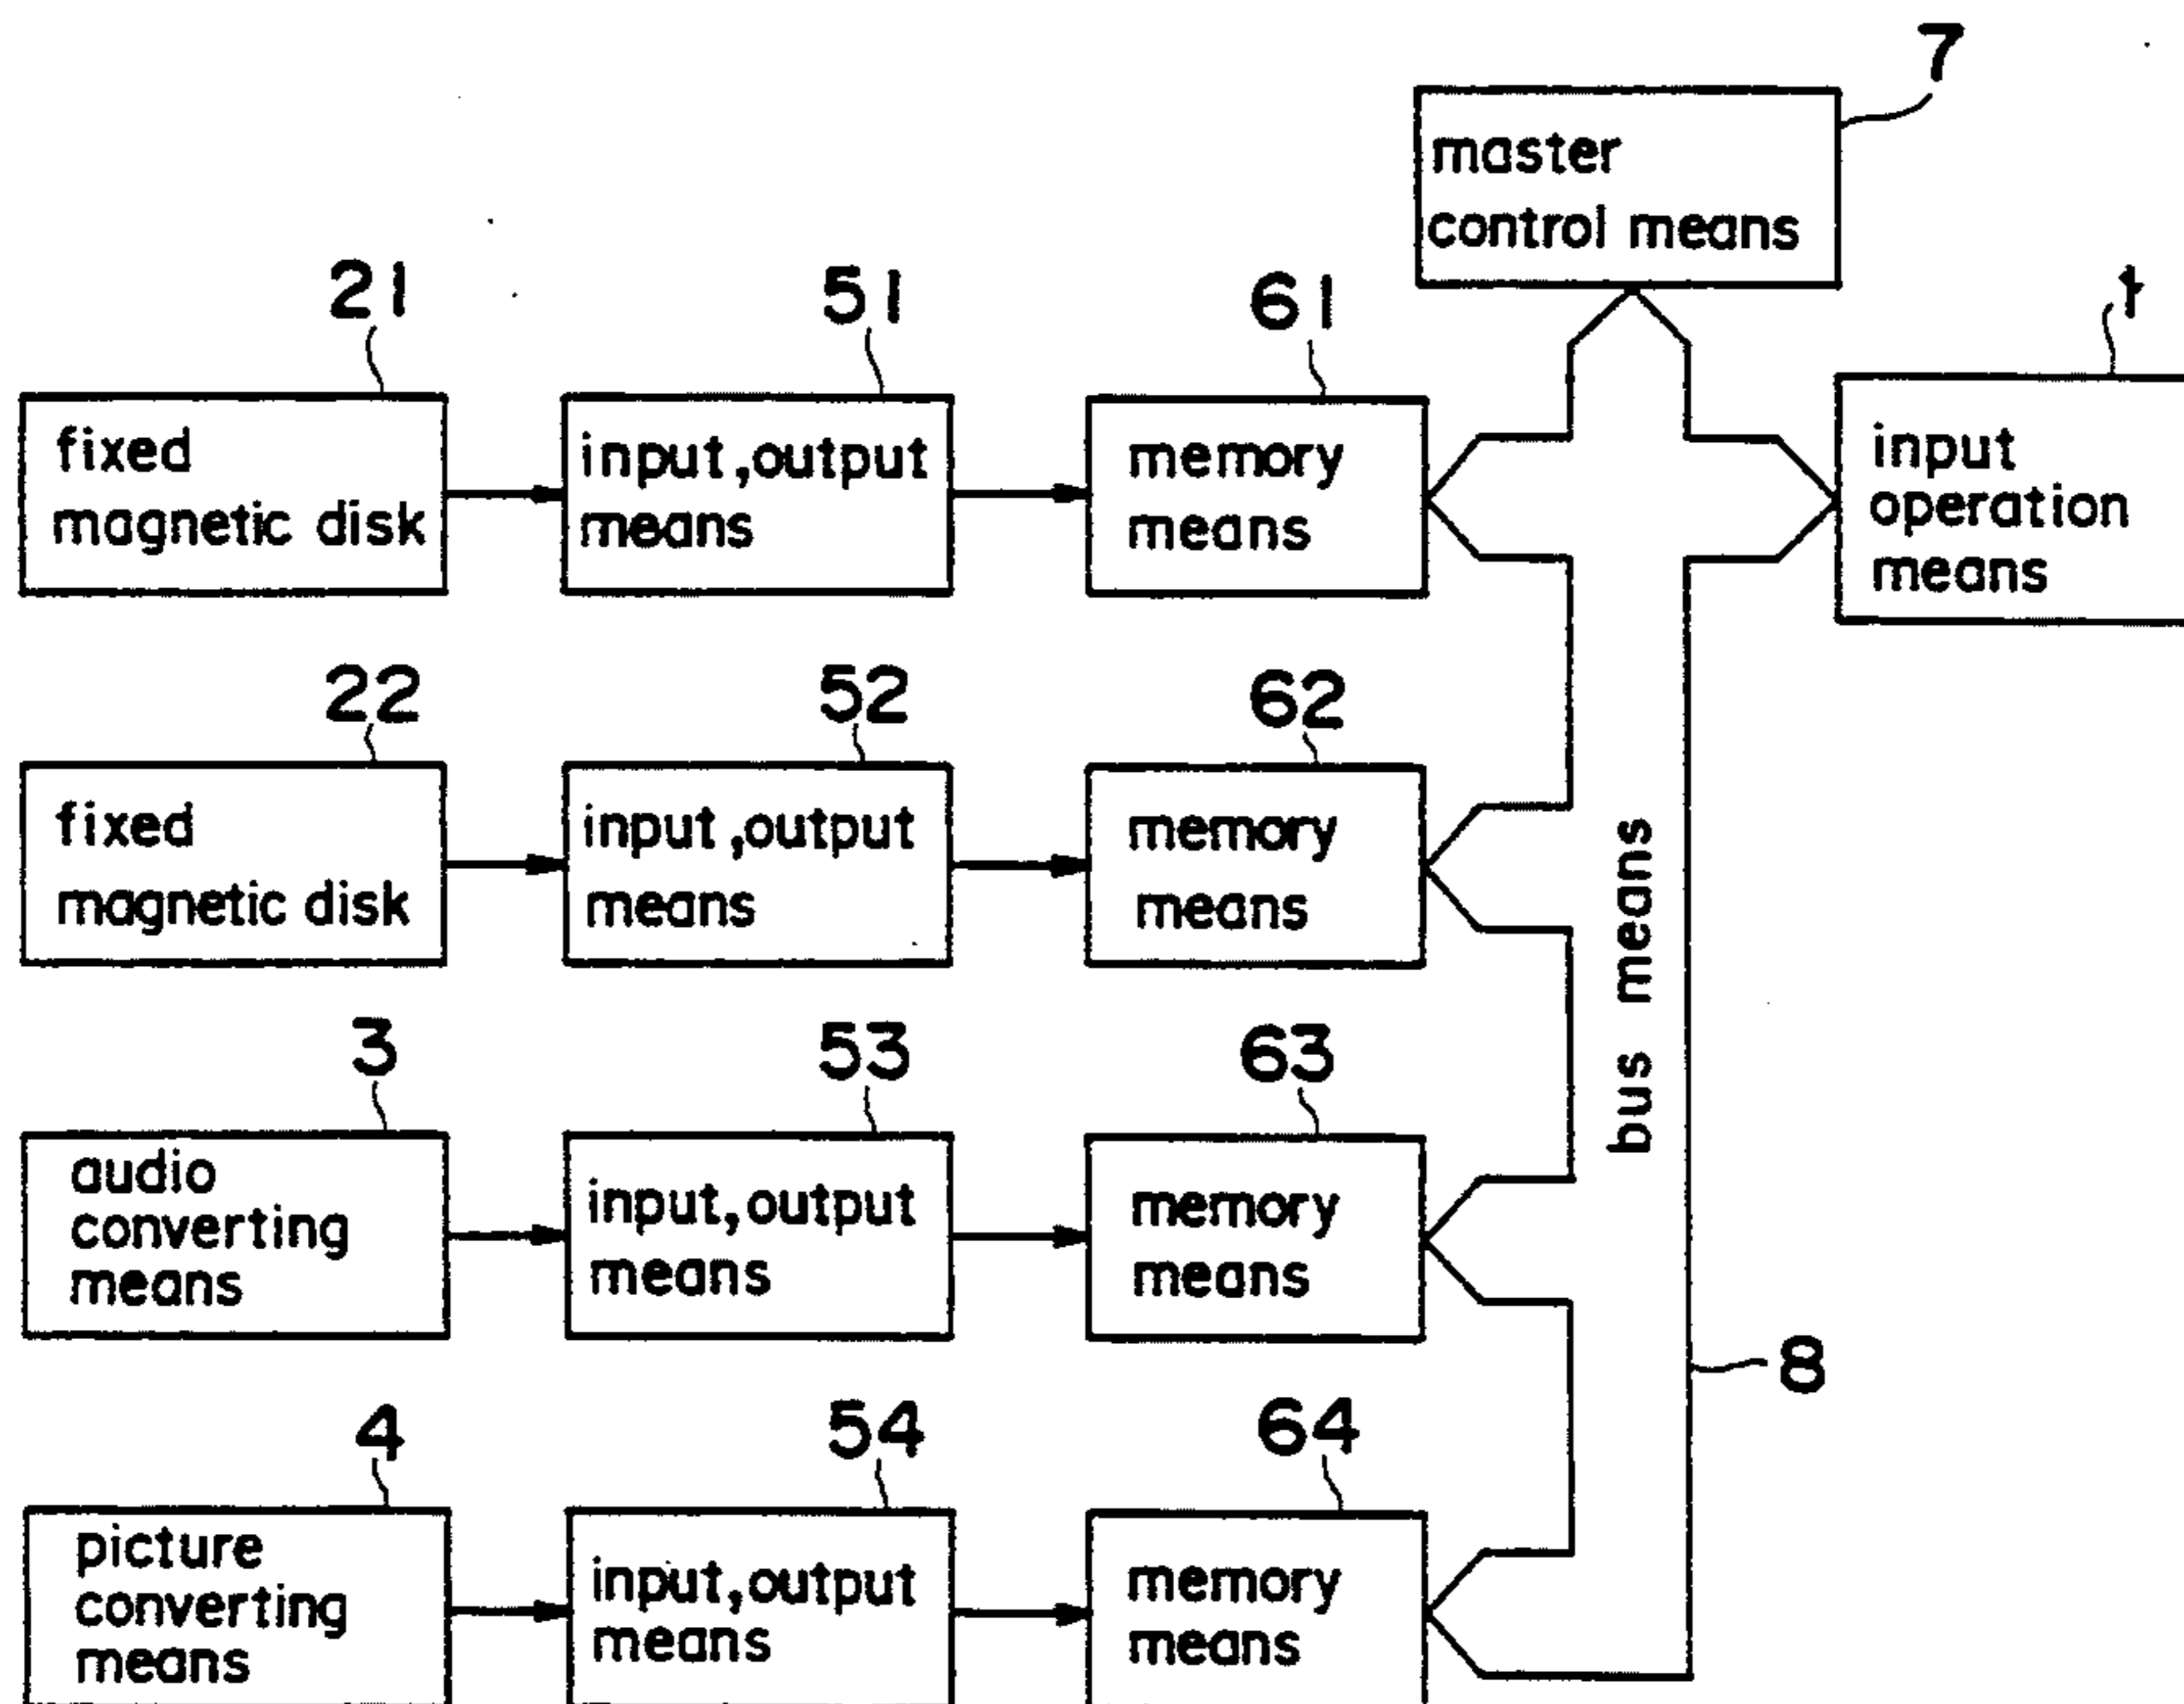 7
master
control means
21
51
61
1
fixed
magnetic disk
input,output
means
memory
means
input
operation
means
22
52
62
fixed
magnetic disk
input,output
means
memory
means
bus means
3
53
63
audio
converting
means
input,output
means
memory
means
8
4
54
64
picture
converting
means
input,output
means
memory
means